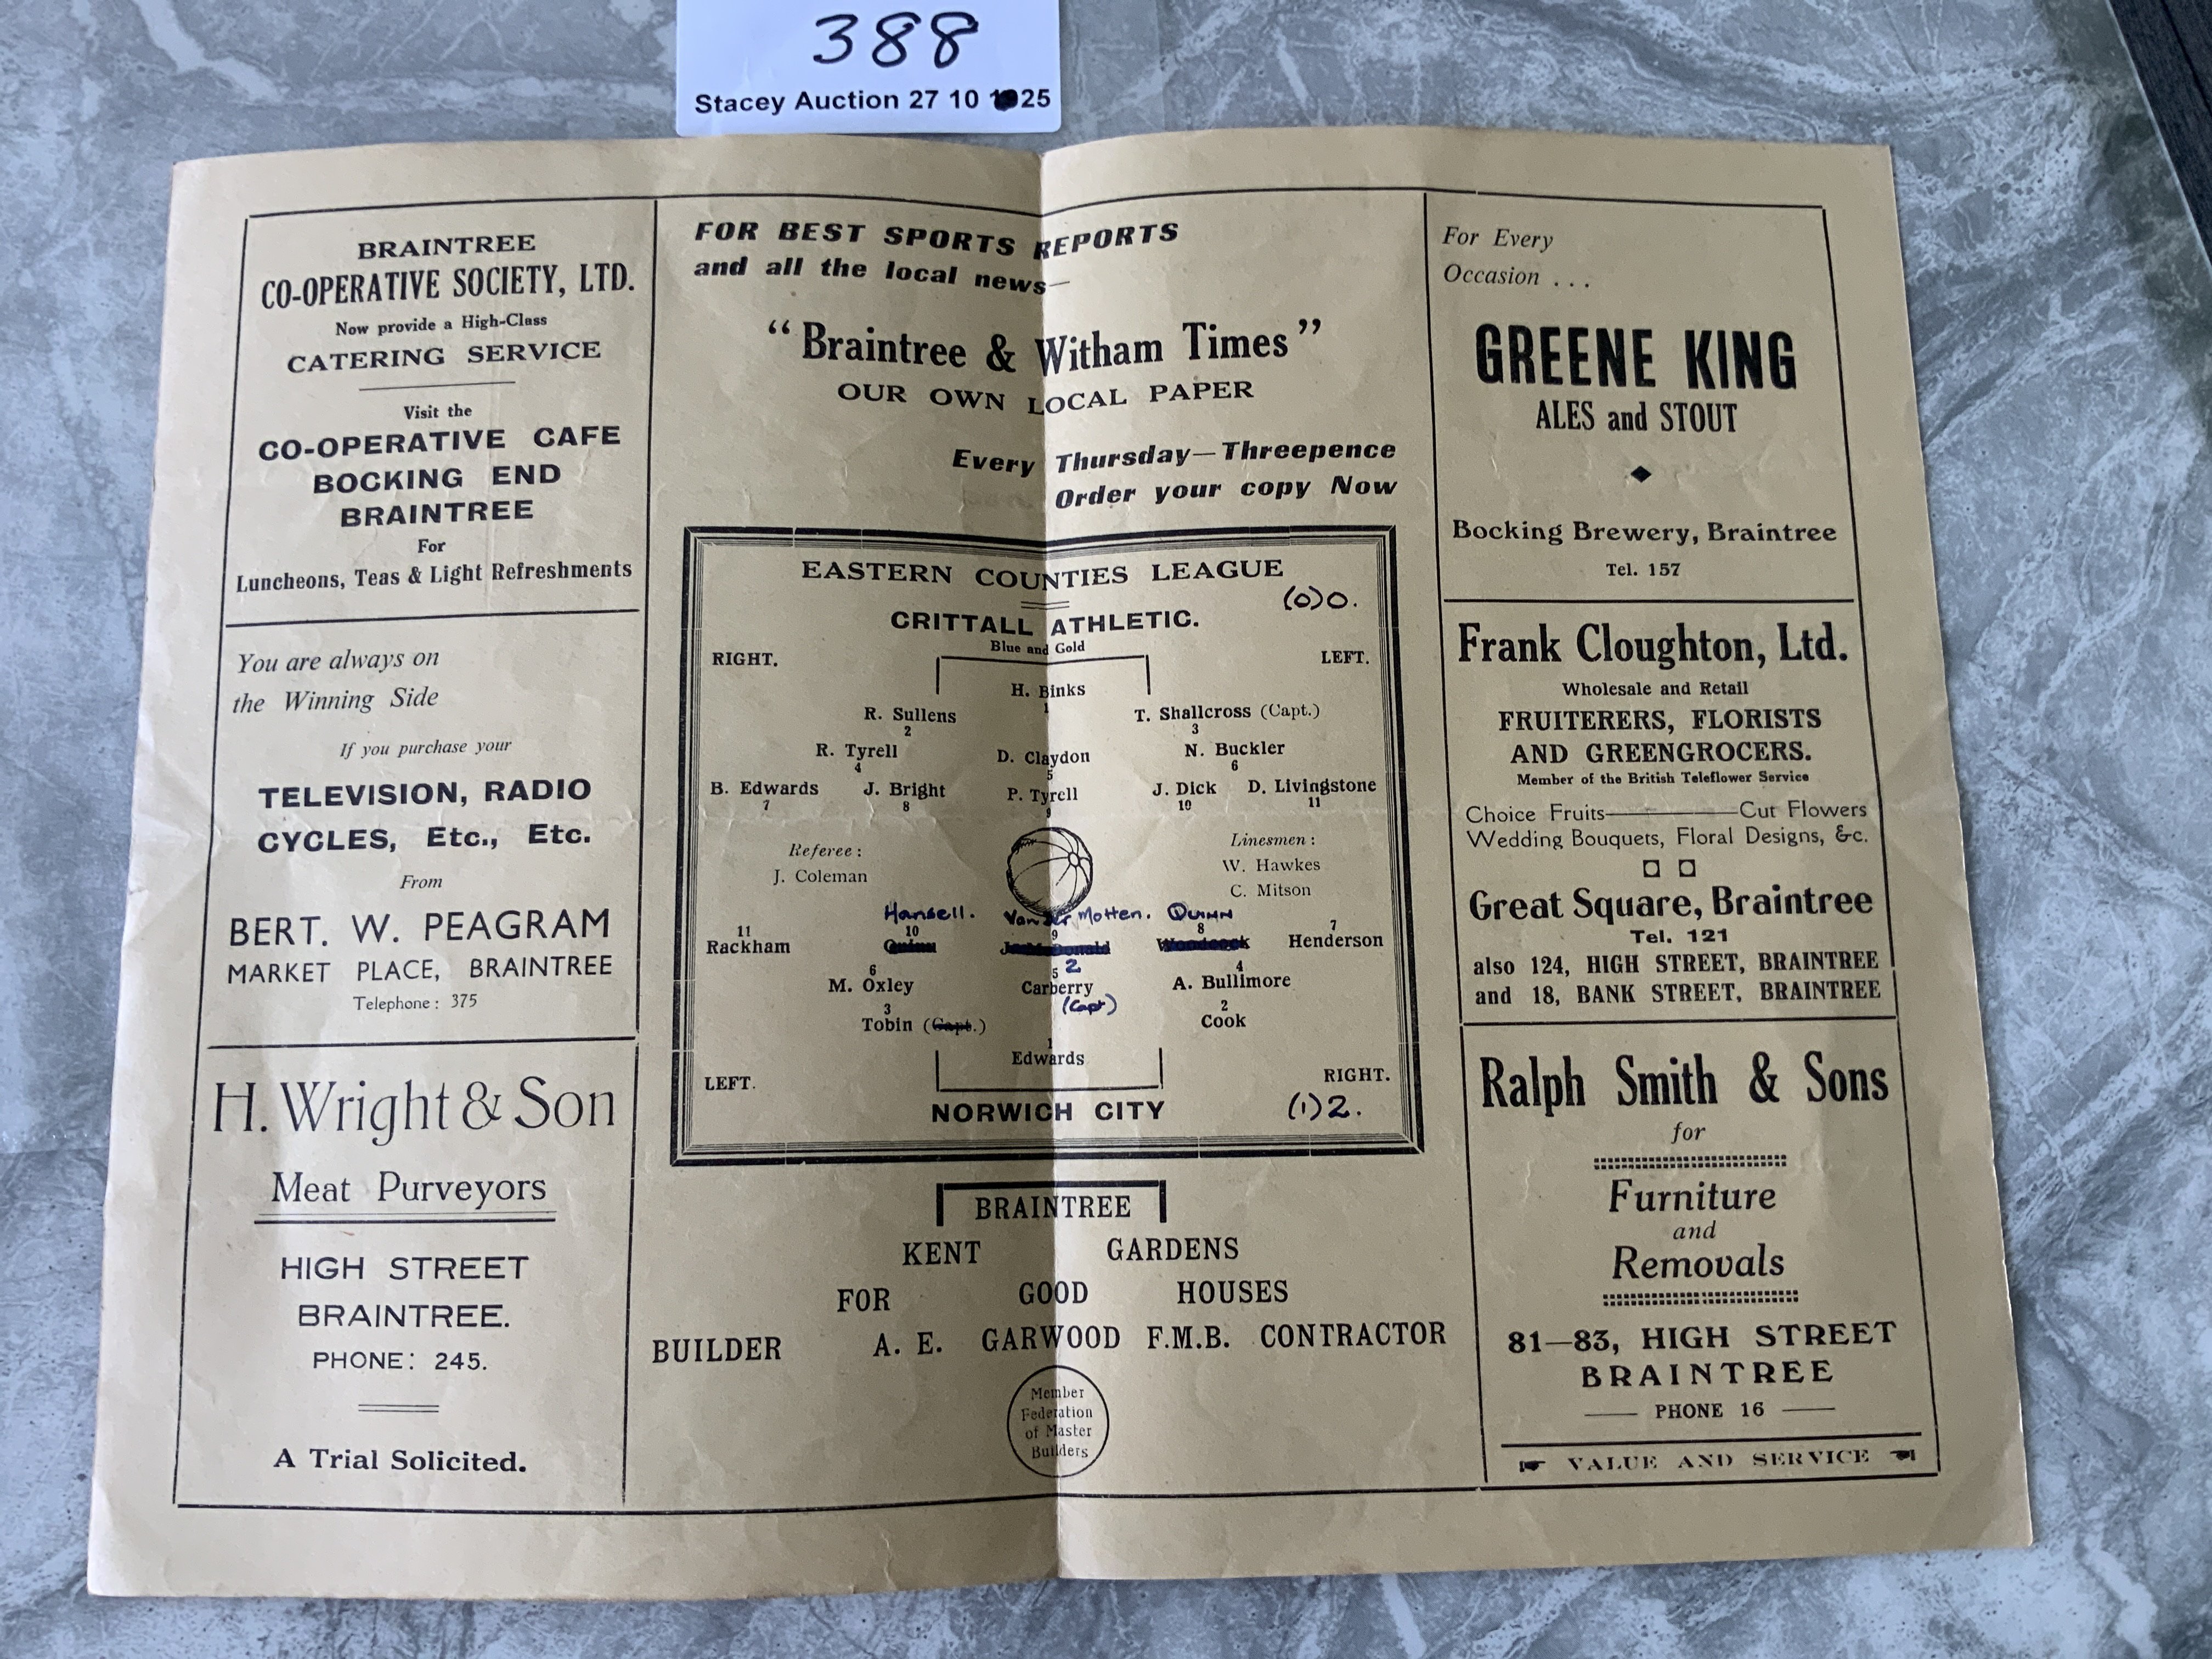 388
Stacey Auction 27 10 25
BRAINTREE
CO-OPERATIVE SOCIETY, LTD.
Now provide a High-Class
CATERING SERVICE
Visit the
CO-OPERATIVE CAFE
BOCKING END
BRAINTREE
For
Luncheons, Teas & Light Refreshments
You are always on
the Winning Side
If you purchase your
TELEVISION, RADIO
CYCLES, Etc., Etc.
From
BERT. W. PEAGRAM
MARKET PLACE, BRAINTREE
Telephone: 375
H. Wright & Son
Meat Purveyors
HIGH STREET
BRAINTREE.
PHONE: 245.
A Trial Solicited.
FOR BEST SPORTS REPORTS
and all the local news—
"Braintree & Witham Times"
OUR OWN LOCAL PAPER
Every Thursday—Threepence
Order your copy Now
EASTERN COUNTIES LEAGUE
(0)0.
CRITTALL ATHLETIC.
Blue and Gold
RIGHT. LEFT.
H. Binks
1
R. Sullens T. Shallcross (Capt.)
2 3
R. Tyrell D. Claydon N. Buckler
4 5 6
B. Edwards J. Bright P. Tyrell J. Dick D. Livingstone
7 8 9 10 11
Referee: Linesmen:
J. Coleman W. Hawkes
C. Mitson
Hansell. Van der Motten. QUINN
11 10 9 8 7
Rackham Quinn J. McDonald Woodcock Henderson
2
6 5 4
M. Oxley Carberry A. Bullimore
(Capt)
3 2
Tobin (Capt.) Cook
1
Edwards
LEFT. RIGHT.
NORWICH CITY (1)2.
BRAINTREE
KENT GARDENS
FOR GOOD HOUSES
BUILDER A. E. GARWOOD F.M.B. CONTRACTOR
Member
Federation
of Master
Builders
For Every
Occasion ...
GREENE KING
ALES and STOUT
Bocking Brewery, Braintree
Tel. 157
Frank Cloughton, Ltd.
Wholesale and Retail
FRUITERERS, FLORISTS
AND GREENGROCERS.
Member of the British Teleflower Service
Choice Fruits———Cut Flowers
Wedding Bouquets, Floral Designs, &c.
Great Square, Braintree
Tel. 121
also 124, HIGH STREET, BRAINTREE
and 18, BANK STREET, BRAINTREE
Ralph Smith & Sons
for
Furniture
and
Removals
81—83, HIGH STREET
BRAINTREE
PHONE 16
VALUE AND SERVICE